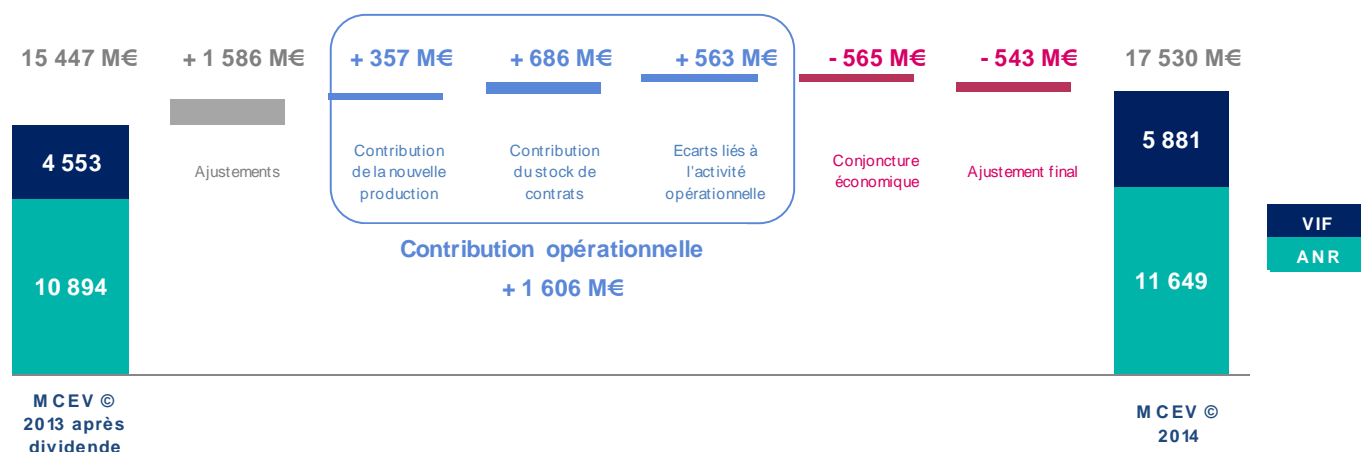 15 447 M€ + 1 586 M€ + 357 M€ + 686 M€ + 563 M€ - 565 M€ - 543 M€ 17 530 M€
4 553
10 894
Ajustements
Contribution
de la nouvelle
production
Contribution
du stock de
contrats
Ecarts liés à
l'activité
opérationnelle
Conjoncture
économique
Ajustement final
5 881
11 649
VIF
ANR
Contribution opérationnelle
+ 1 606 M€
MCEV ©
2013 après
dividende
MCEV ©
2014